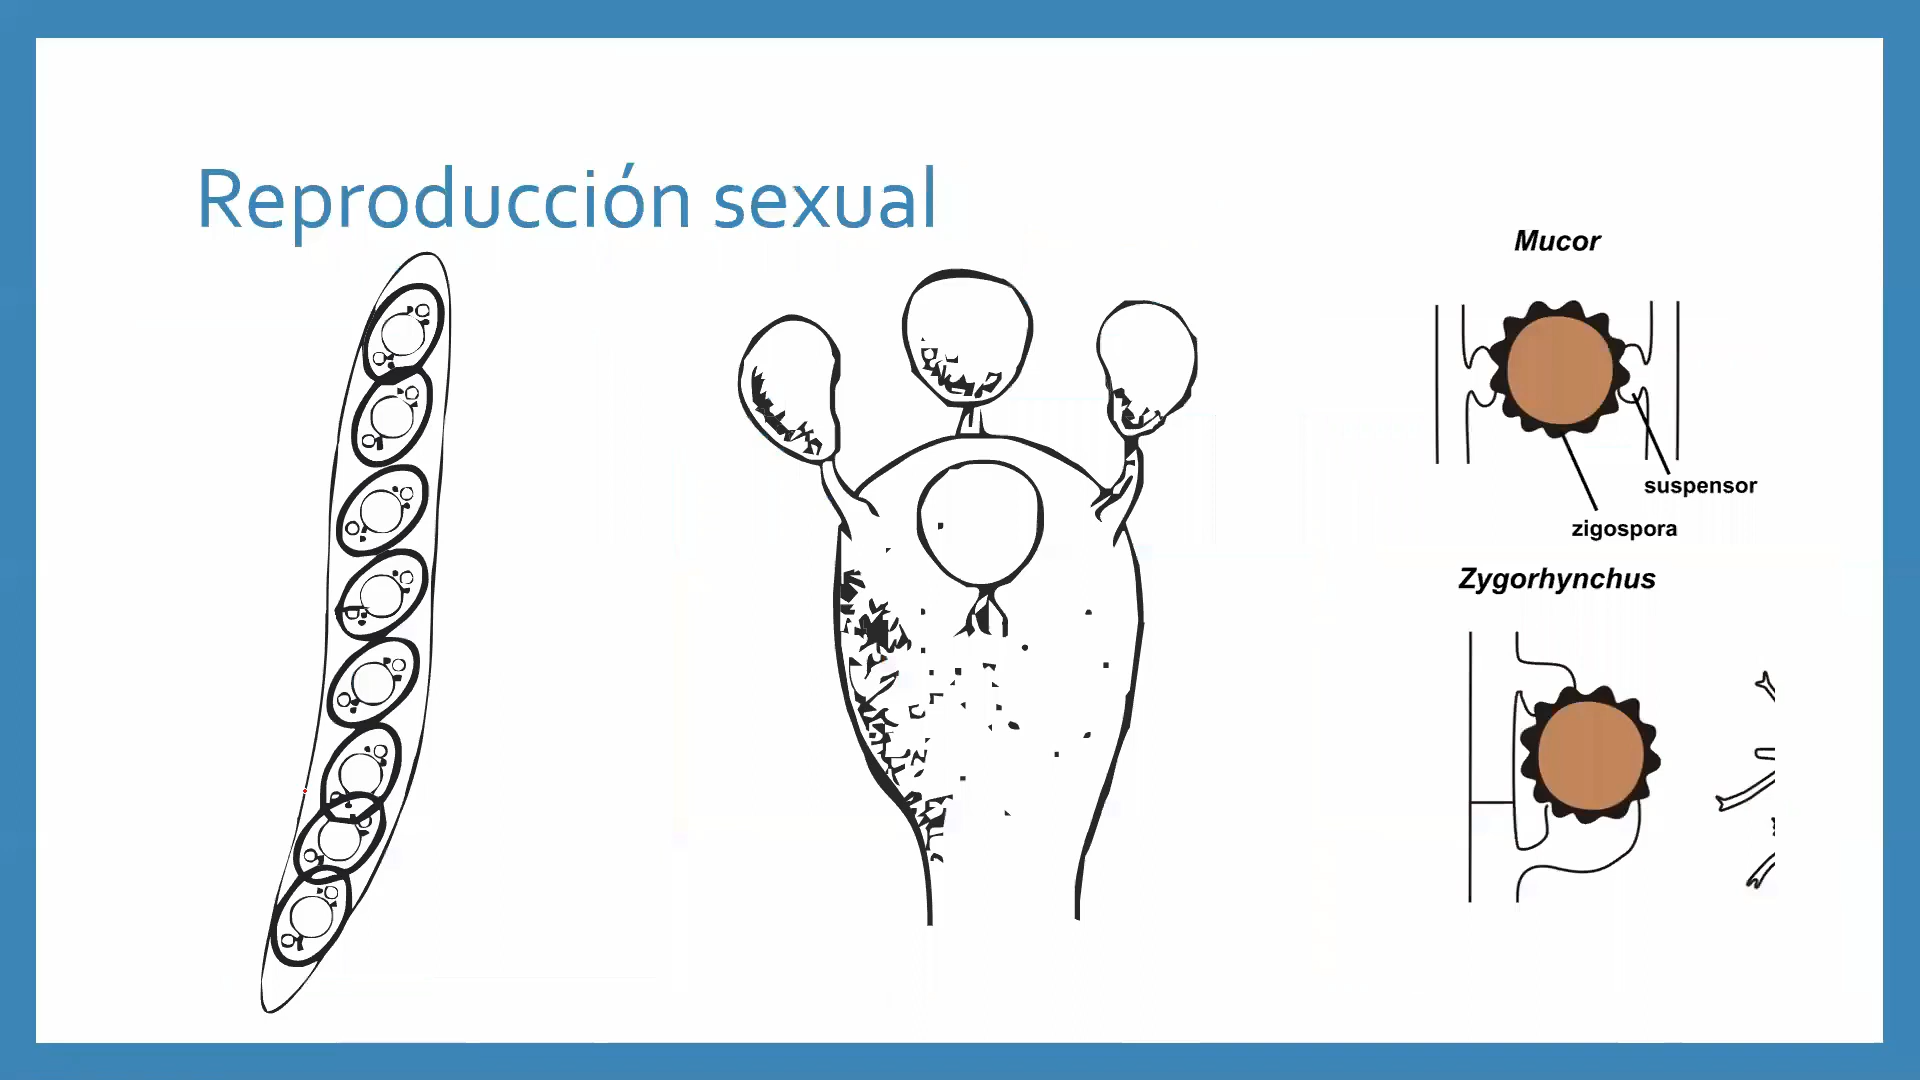 Reproducción sexual
Mucor
suspensor
zigospora
Zygorhynchus